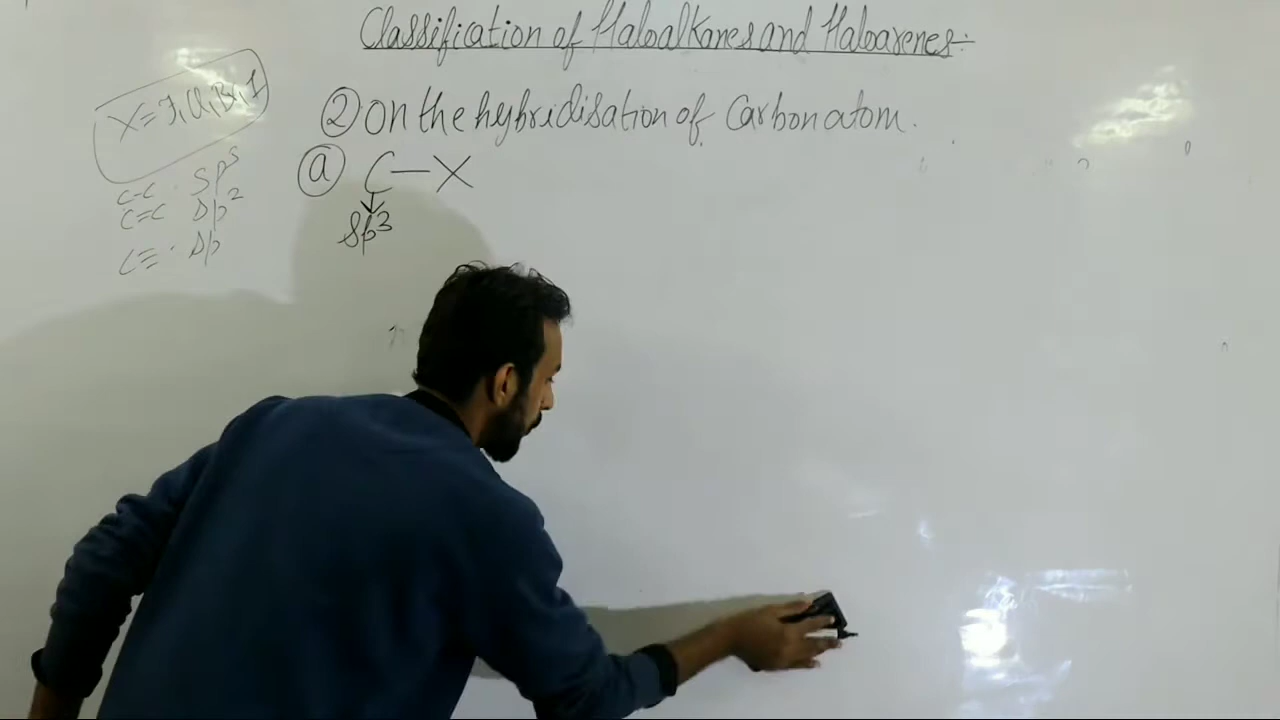 Classification of Haloalkanes and Haloarenes:-
X = F, Cl, Br, I
② On the hybridisation of Carbon atom.
C-C . Sp3
C=C Sp2
C≡ . Sp
ⓐ C — X
Sp3